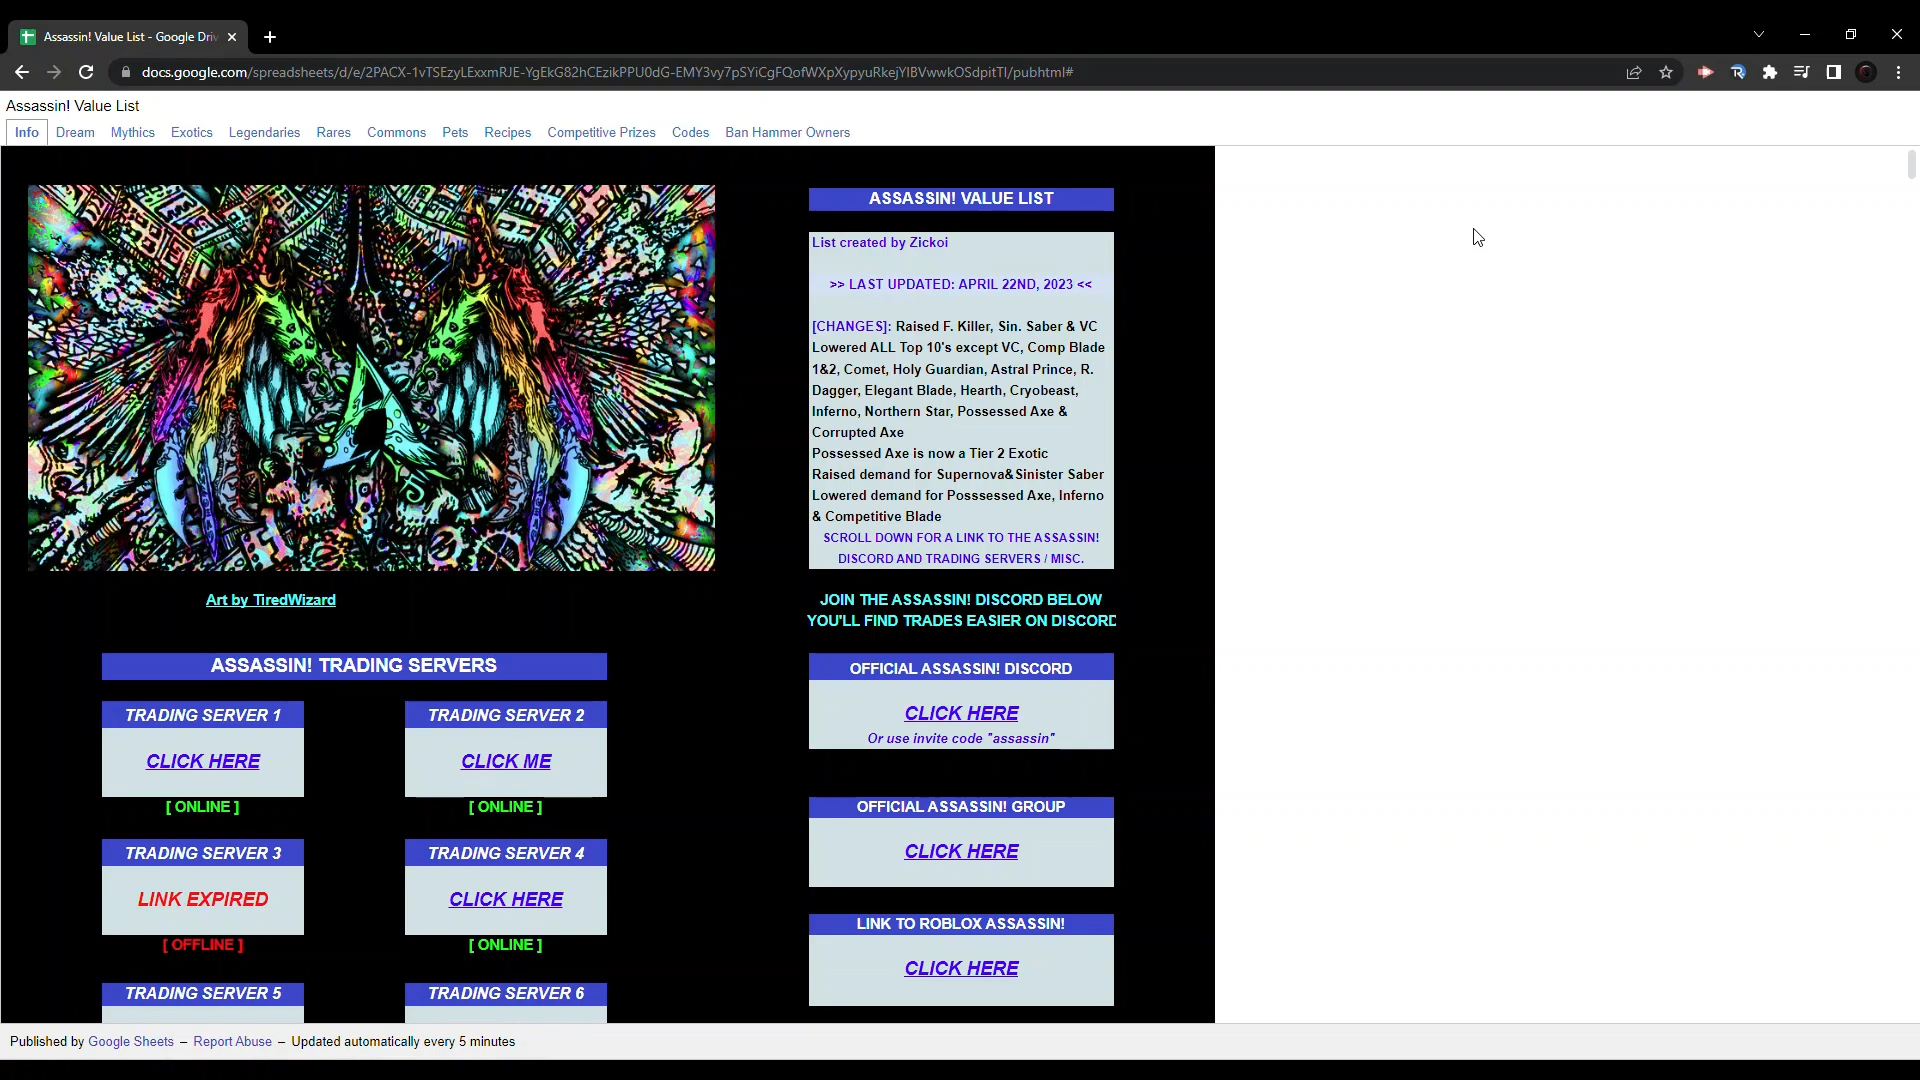 Assassin! Value List - Google Driv
docs.google.com/spreadsheets/d/e/2PACX-1vTSEzyLExxmRJE-YgEkG82hCEzikPPU0dG-EMY3vy7pSYiCgFQofWXpXypyuRkejYIBVwwkOSdpitTI/pubhtml#
Assassin! Value List
Info Dream Mythics Exotics Legendaries Rares Commons Pets Recipes Competitive Prizes Codes Ban Hammer Owners
ASSASSIN! VALUE LIST
List created by Zickoi
>> LAST UPDATED: APRIL 22ND, 2023 <<
[CHANGES]: Raised F. Killer, Sin. Saber & VC
Lowered ALL Top 10's except VC, Comp Blade
1&2, Comet, Holy Guardian, Astral Prince, R.
Dagger, Elegant Blade, Hearth, Cryobeast,
Inferno, Northern Star, Possessed Axe &
Corrupted Axe
Possessed Axe is now a Tier 2 Exotic
Raised demand for Supernova&Sinister Saber
Lowered demand for Posssessed Axe, Inferno
& Competitive Blade
SCROLL DOWN FOR A LINK TO THE ASSASSIN!
DISCORD AND TRADING SERVERS / MISC.
Art by TiredWizard
JOIN THE ASSASSIN! DISCORD BELOW
YOU'LL FIND TRADES EASIER ON DISCORD
ASSASSIN! TRADING SERVERS
OFFICIAL ASSASSIN! DISCORD
CLICK HERE
Or use invite code "assassin"
TRADING SERVER 1
CLICK HERE
[ ONLINE ]
TRADING SERVER 2
CLICK ME
[ ONLINE ]
OFFICIAL ASSASSIN! GROUP
CLICK HERE
TRADING SERVER 3
LINK EXPIRED
[ OFFLINE ]
TRADING SERVER 4
CLICK HERE
[ ONLINE ]
LINK TO ROBLOX ASSASSIN!
CLICK HERE
TRADING SERVER 5
TRADING SERVER 6
Published by Google Sheets – Report Abuse – Updated automatically every 5 minutes